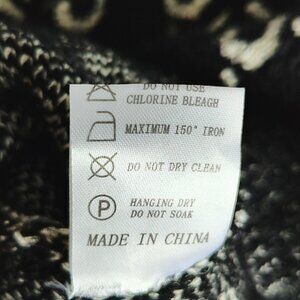 DO NOT USE
CHLORINE BLEAGH
MAXIMUM 150° IRON
DO NOT DRY CLEAN
P HANGING DRY
DO NOT SOAK
MADE IN CHINA